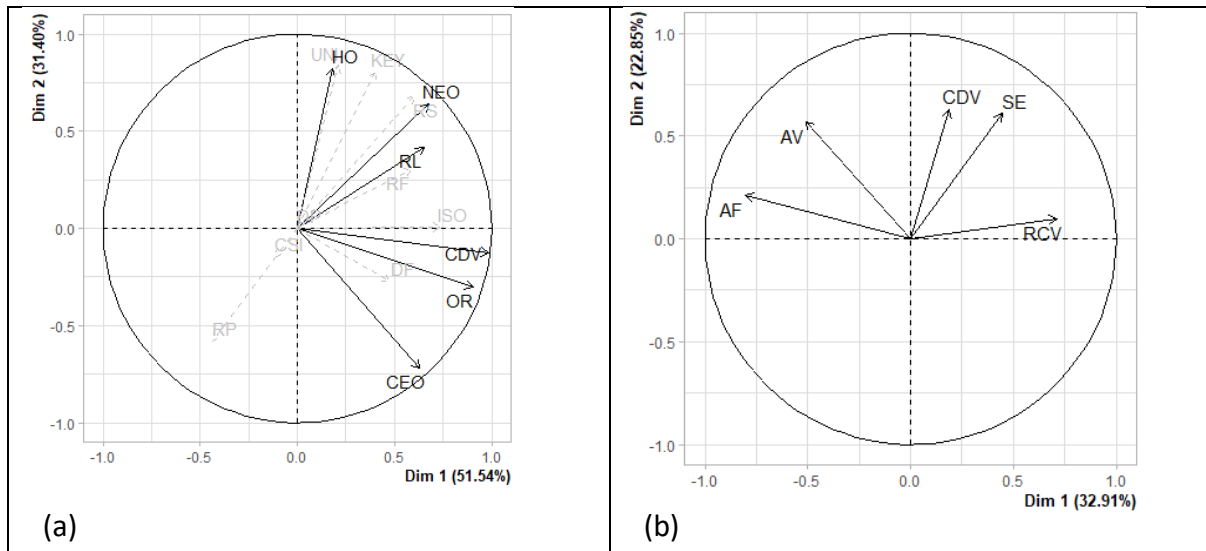 Dim 2 (31.40%)
1.0
0.5
0.0
-0.5
-1.0
UNI
HO
KEY
NEO
RS
RL
RF
ISO
CSI
CDV
DF
OR
RP
CEO
-1.0
-0.5
0.0
0.5
1.0
Dim 1 (51.54%)
(a)
Dim 2 (22.85%)
1.0
0.5
0.0
-0.5
-1.0
CDV
SE
AV
AF
RCV
-1.0
-0.5
0.0
0.5
1.0
Dim 1 (32.91%)
(b)